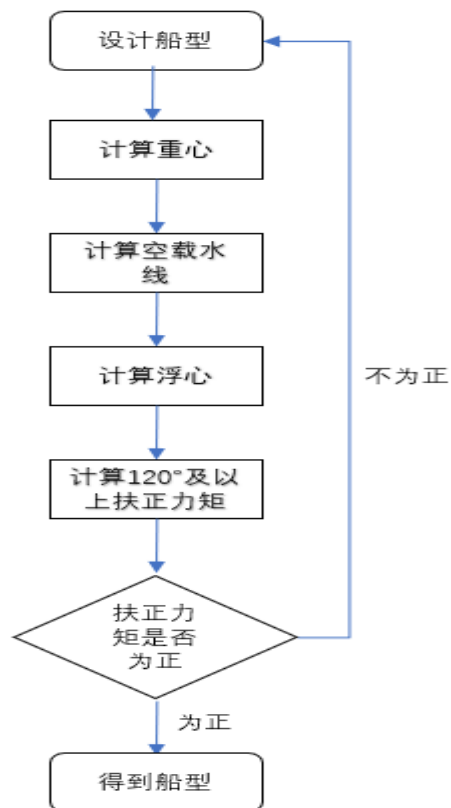 设计船型
计算重心
计算空载水
线
计算浮心
不为正
计算120°及以
上扶正力矩
扶正力
矩是否
为正
为正
得到船型